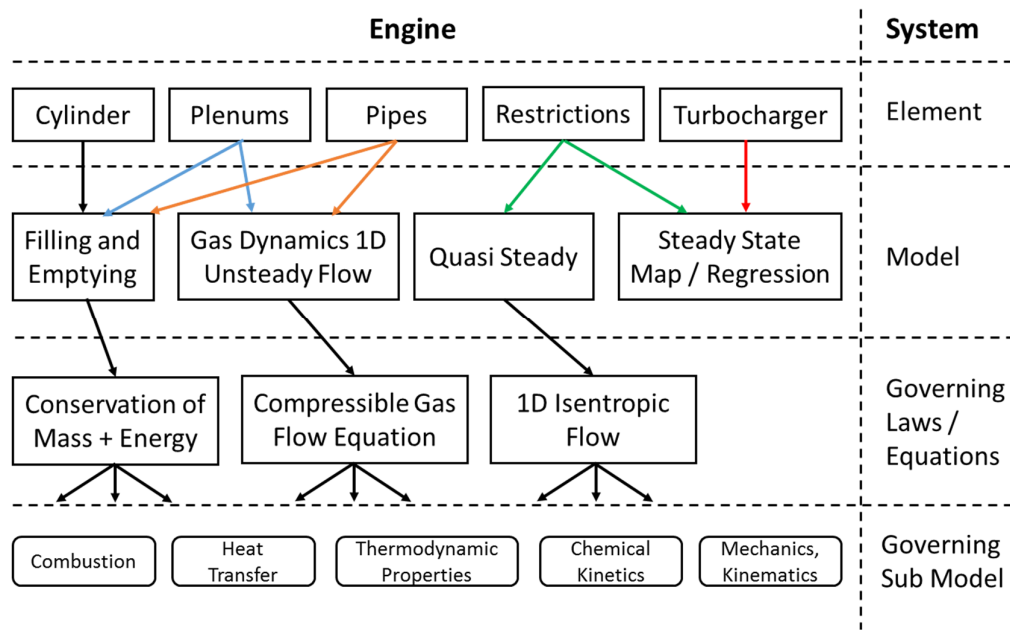 Engine
System
Cylinder
Plenums
Pipes
Restrictions
Turbocharger
Element
Filling and
Emptying
Gas Dynamics 1D
Unsteady Flow
Quasi Steady
Steady State
Map / Regression
Model
Conservation of
Mass + Energy
Compressible Gas
Flow Equation
1D Isentropic
Flow
Governing
Laws /
Equations
Combustion
Heat
Transfer
Thermodynamic
Properties
Chemical
Kinetics
Mechanics,
Kinematics
Governing
Sub Model